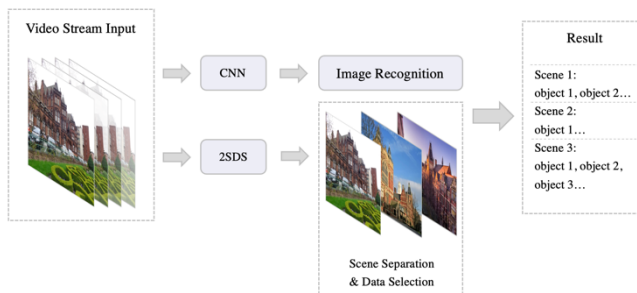 Video Stream Input
CNN
Image Recognition
2SDS
Scene Separation
& Data Selection
Result
Scene 1:
object 1, object 2…
Scene 2:
object 1…
Scene 3:
object 1, object 2,
object 3…